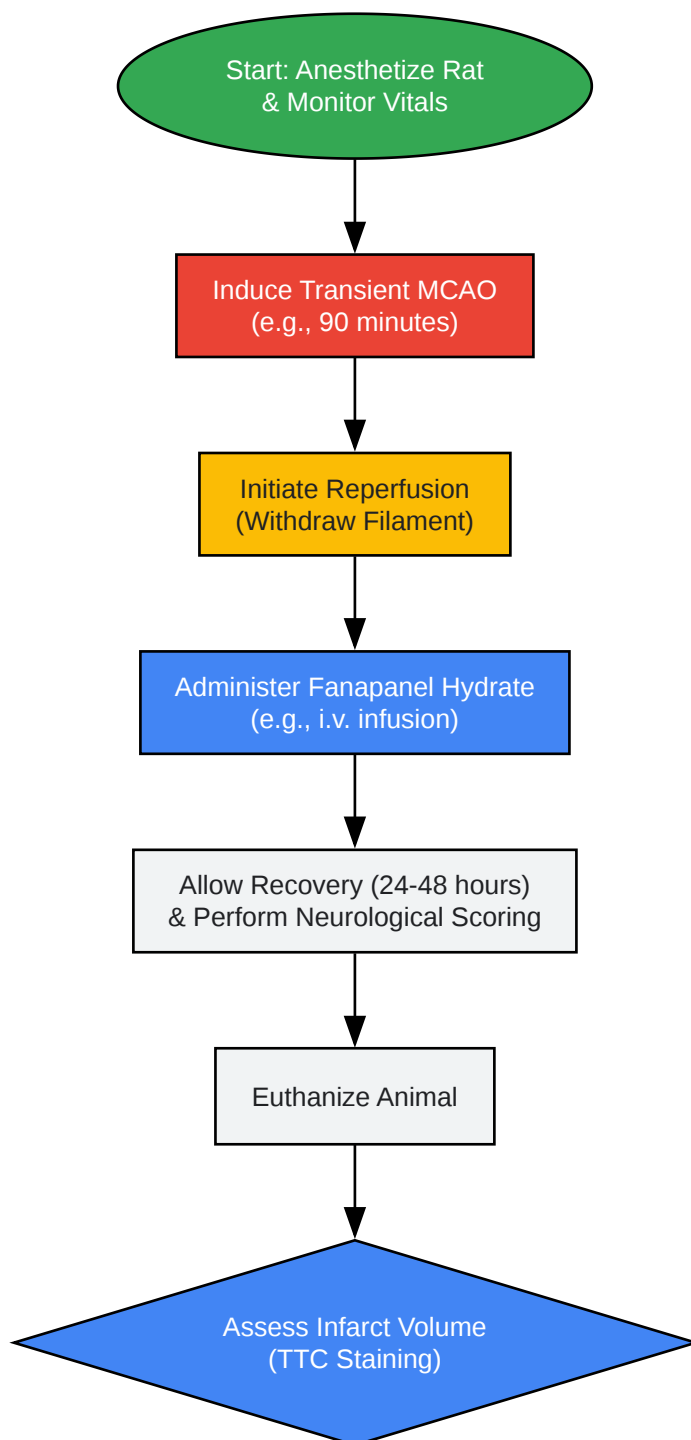 Start: Anesthetize Rat
& Monitor Vitals
Induce Transient MCAO
(e.g., 90 minutes)
Initiate Reperfusion
(Withdraw Filament)
Administer Fanapanel Hydrate
(e.g., i.v. infusion)
Allow Recovery (24-48 hours)
& Perform Neurological Scoring
Euthanize Animal
Assess Infarct Volume
(TTC Staining)